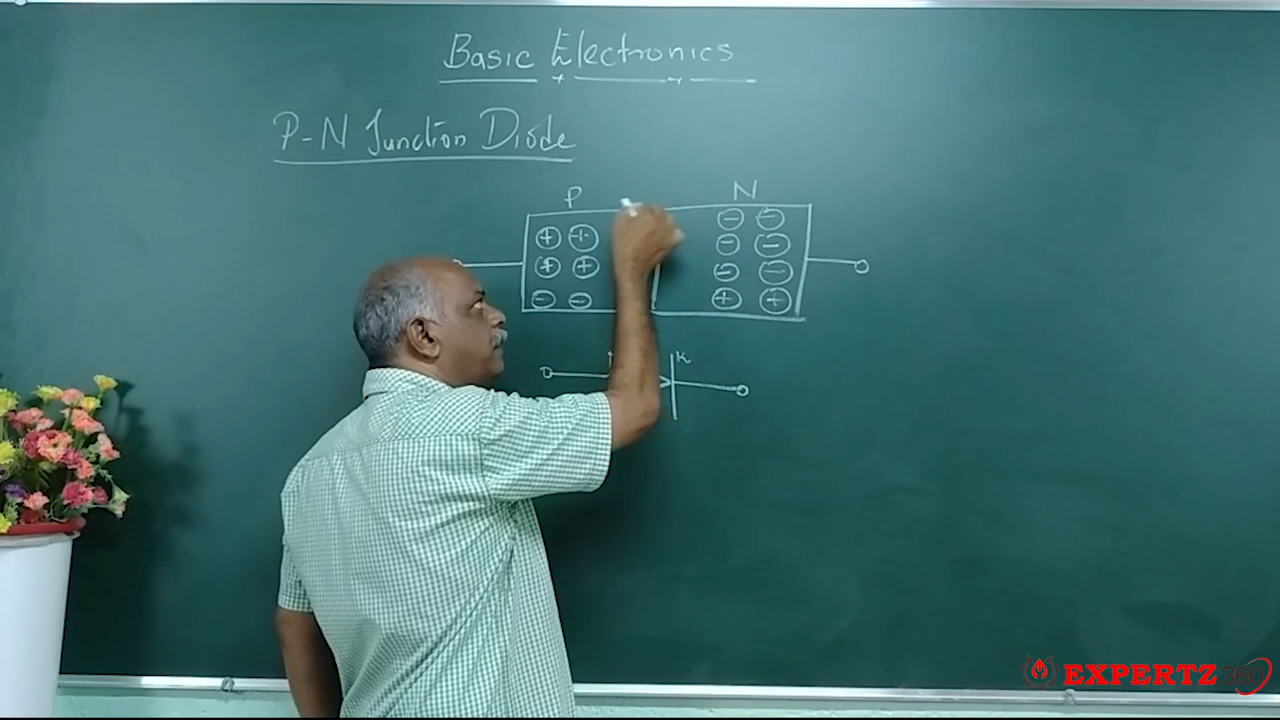 Basic Electronics
P-N Junction Diode
P N
+ + - -
+ + - -
- -
- - + +
K
EXPERTZ 360